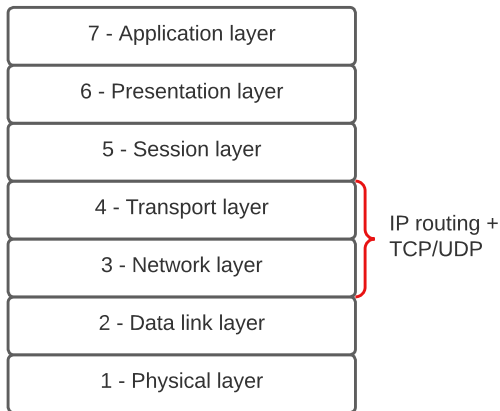 7 - Application layer
6 - Presentation layer
5 - Session layer
4 - Transport layer
3 - Network layer
IP routing +
TCP/UDP
2 - Data link layer
1 - Physical layer